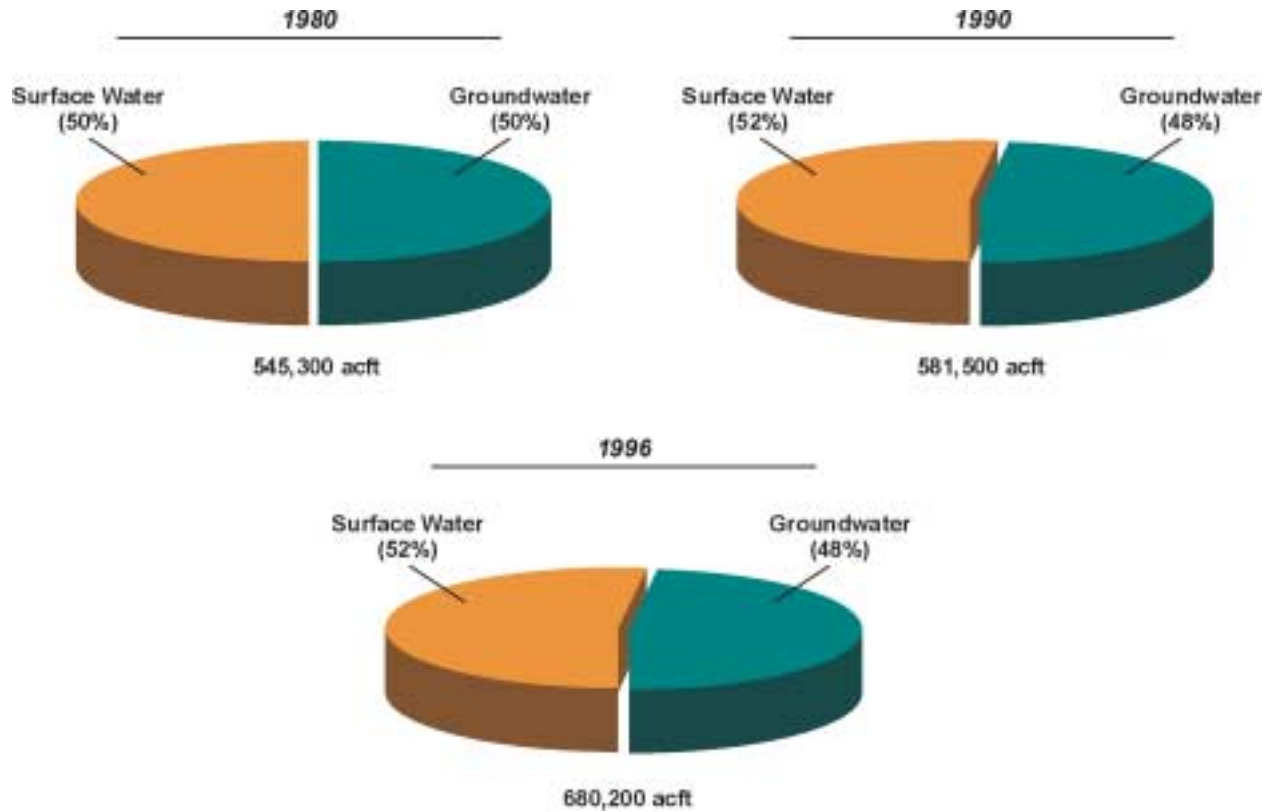 1980
Surface Water
(50%)
Groundwater
(50%)
545,300 acft
1990
Surface Water
(52%)
Groundwater
(48%)
581,500 acft
1996
Surface Water
(52%)
Groundwater
(48%)
680,200 acft